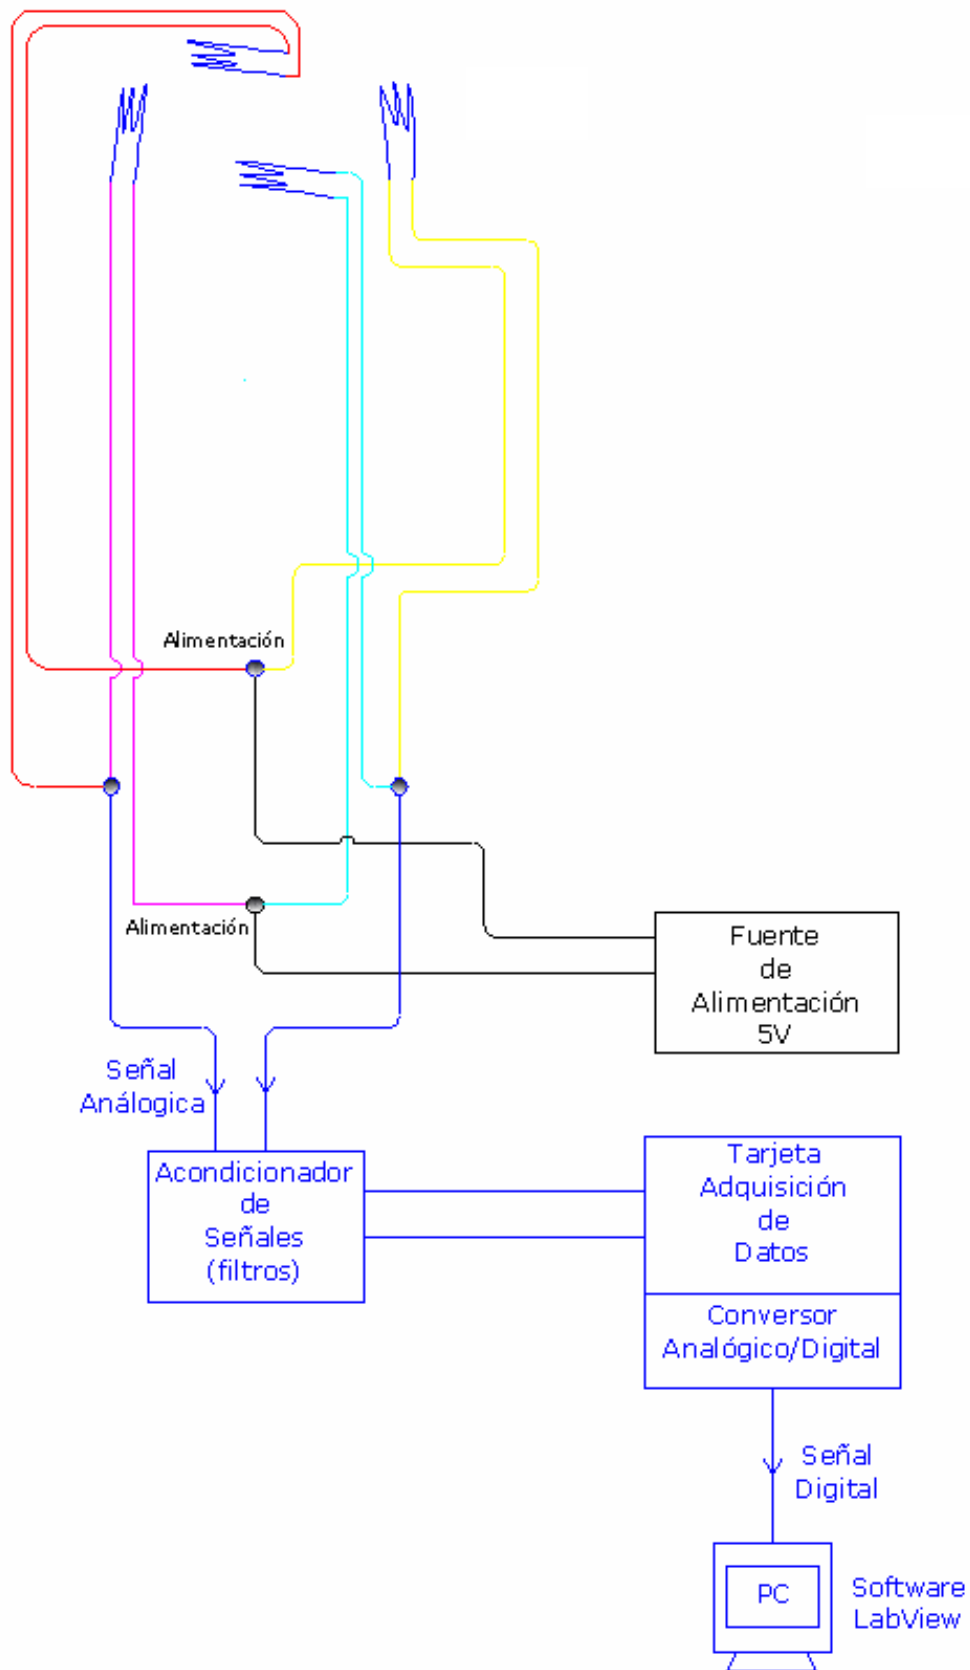 Alimentación
Alimentación
Fuente
de
Alimentación
5V
Señal
Análogica
Acondicionador
de
Señales
(filtros)
Tarjeta
Adquisición
de
Datos
Conversor
Analógico/Digital
Señal
Digital
PC
Software
LabView